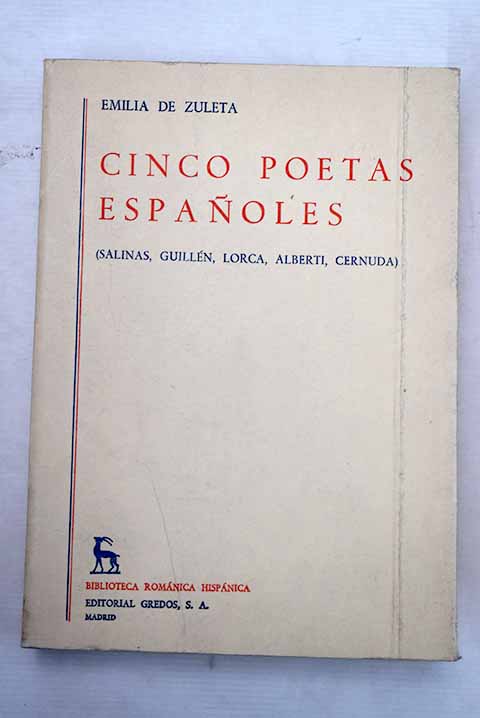 EMILIA DE ZULETA
CINCO POETAS
ESPAÑOLES
(SALINAS, GUILLÉN, LORCA, ALBERTI, CERNUDA)
BIBLIOTECA ROMÁNICA HISPÁNICA
EDITORIAL GREDOS, S. A.
MADRID